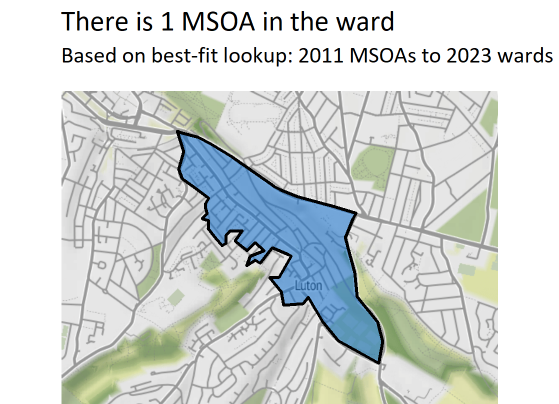 There is 1 MSOA in the ward
Based on best-fit lookup: 2011 MSOAs to 2023 wards
Luton